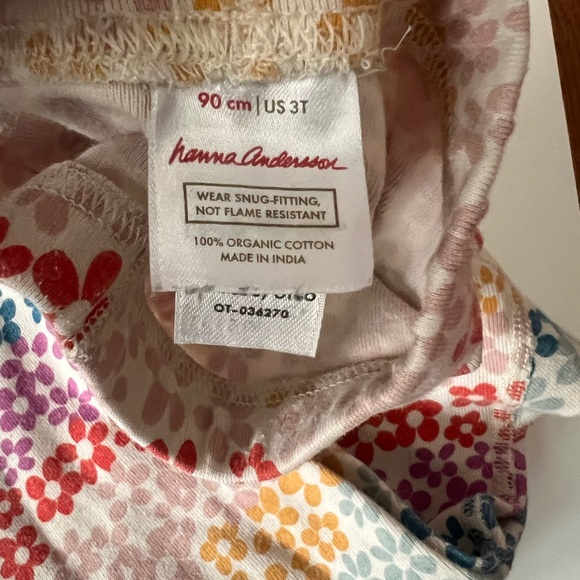 90 cm | US 3T
hanna Andersson
WEAR SNUG-FITTING,
NOT FLAME RESISTANT
100% ORGANIC COTTON
MADE IN INDIA
OT-036270